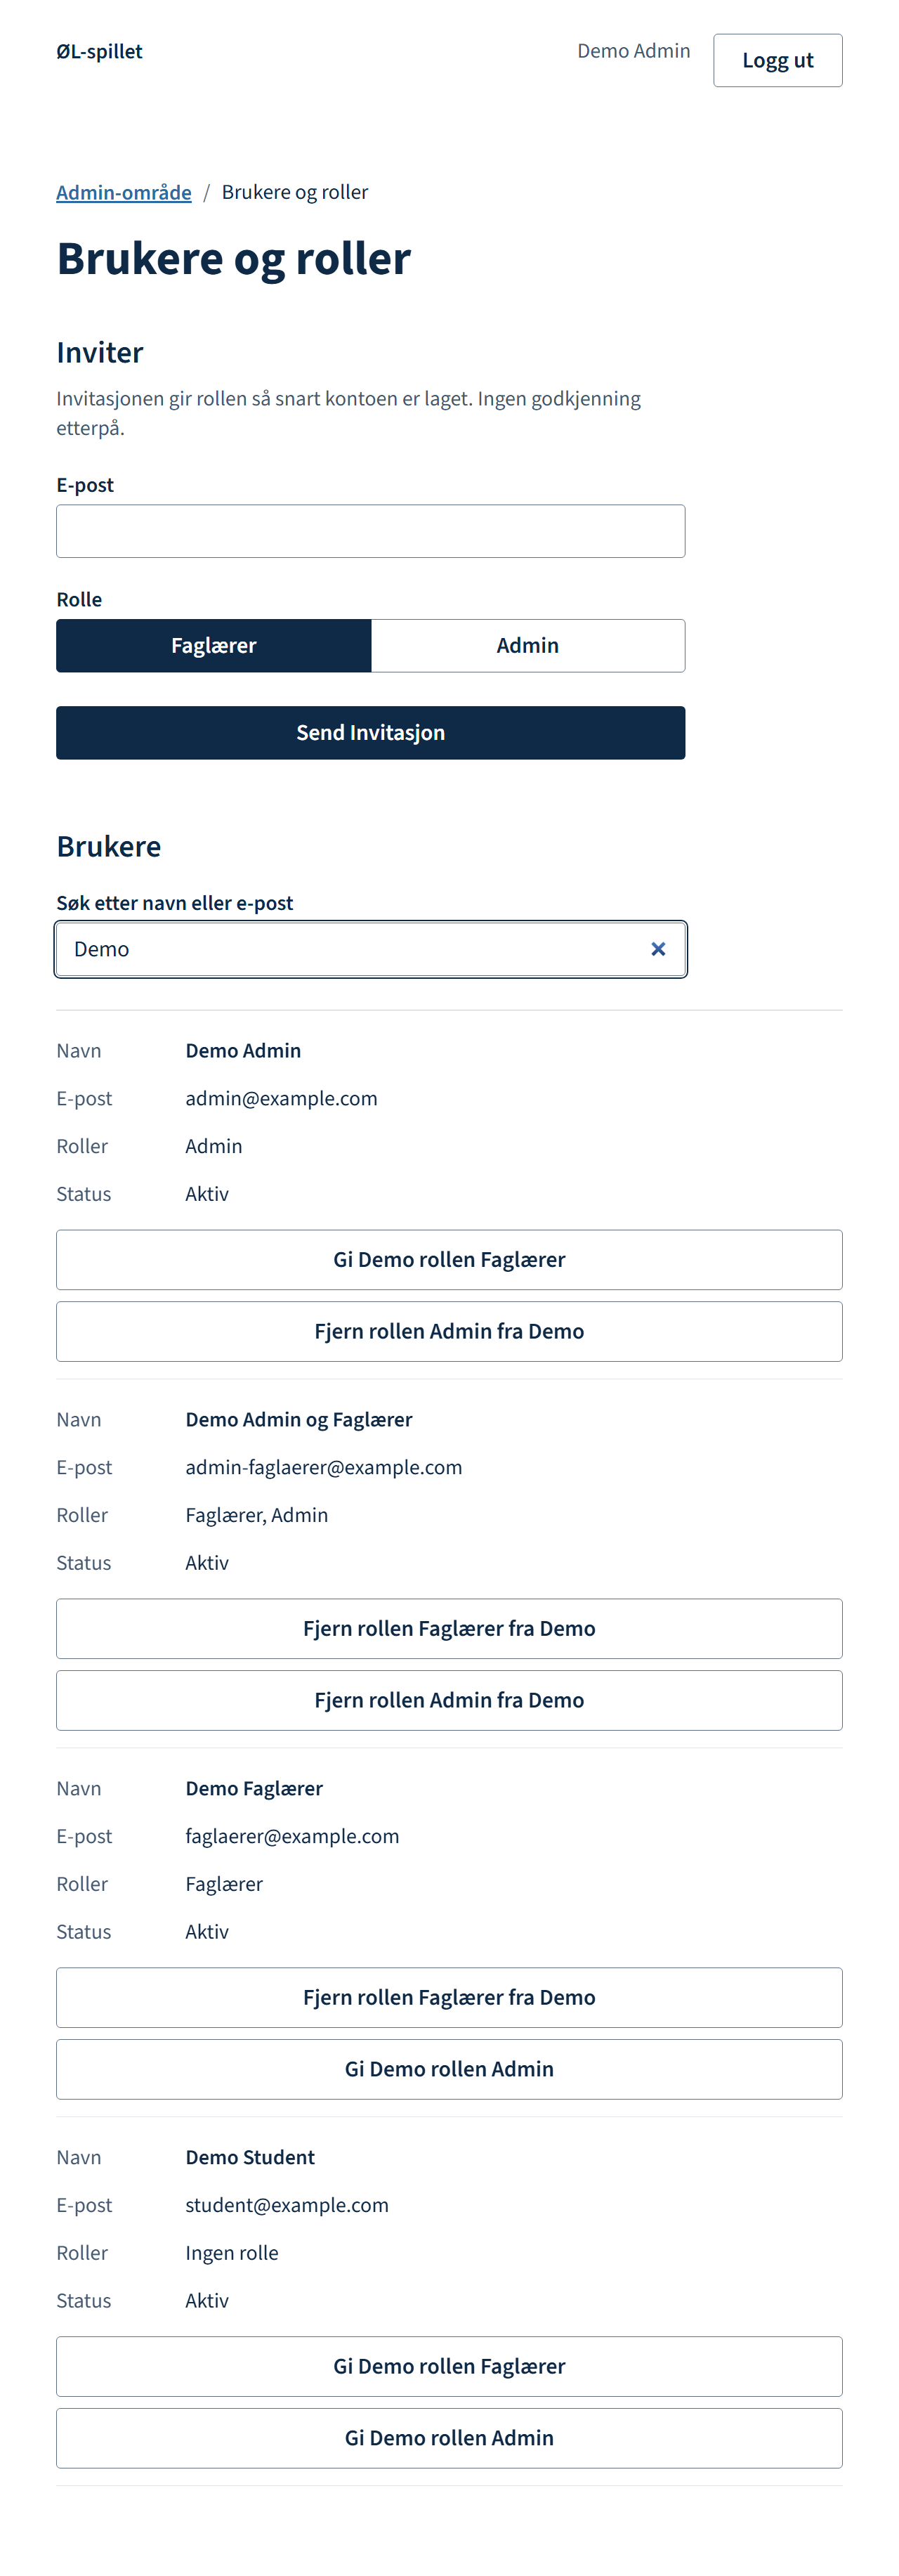 ØL-spillet
Demo Admin
Logg ut
Admin-område / Brukere og roller
Brukere og roller
Inviter
Invitasjonen gir rollen så snart kontoen er laget. Ingen godkjenning
etterpå.
E-post
Rolle
Faglærer
Admin
Send Invitasjon
Brukere
Søk etter navn eller e-post
Demo
Navn Demo Admin
E-post admin@example.com
Roller Admin
Status Aktiv
Gi Demo rollen Faglærer
Fjern rollen Admin fra Demo
Navn Demo Admin og Faglærer
E-post admin-faglaerer@example.com
Roller Faglærer, Admin
Status Aktiv
Fjern rollen Faglærer fra Demo
Fjern rollen Admin fra Demo
Navn Demo Faglærer
E-post faglaerer@example.com
Roller Faglærer
Status Aktiv
Fjern rollen Faglærer fra Demo
Gi Demo rollen Admin
Navn Demo Student
E-post student@example.com
Roller Ingen rolle
Status Aktiv
Gi Demo rollen Faglærer
Gi Demo rollen Admin